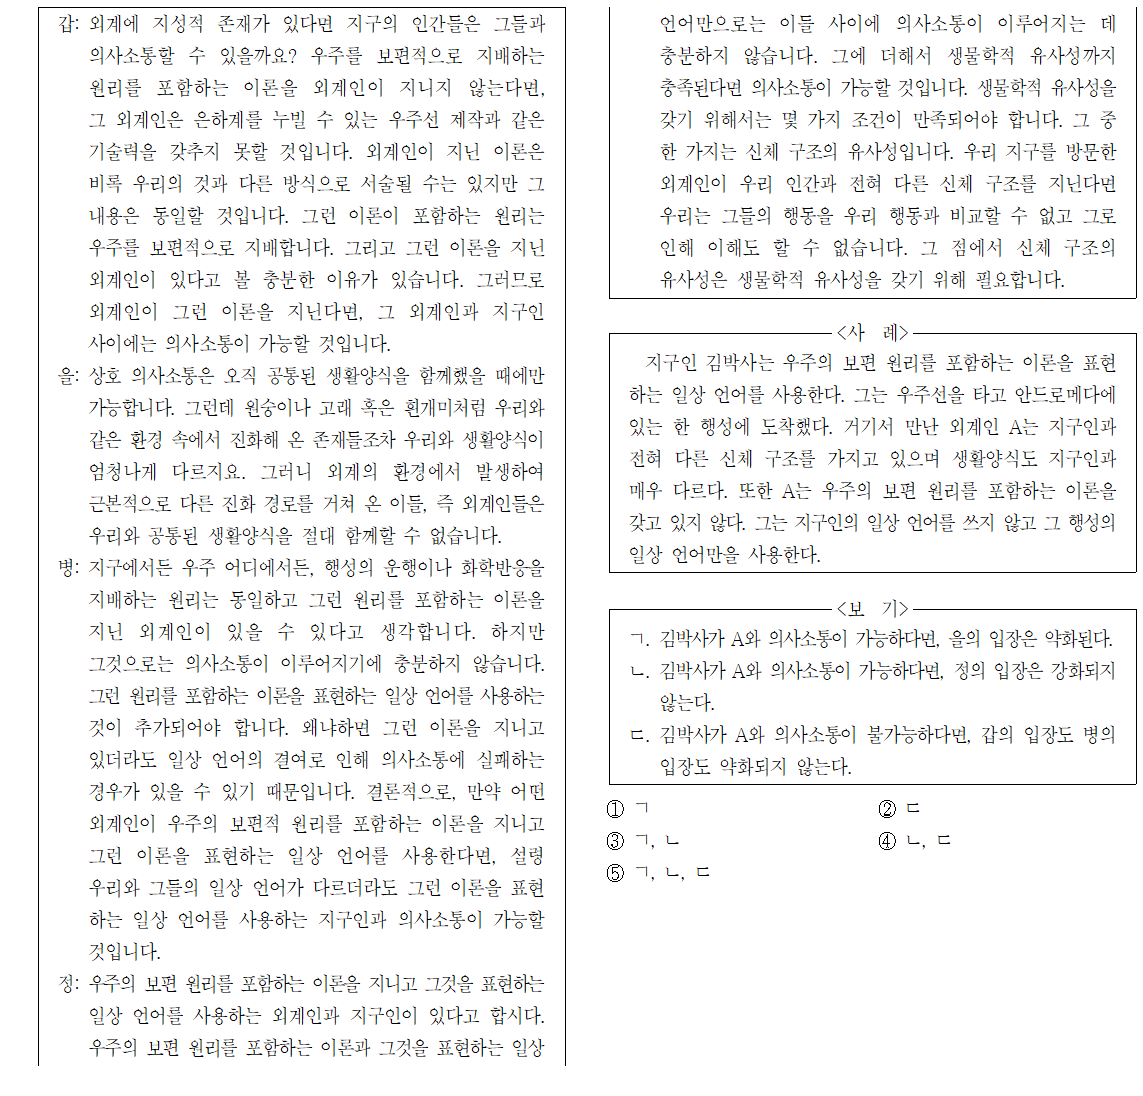 갑: 외계에 지성적 존재가 있다면 지구의 인간들은 그들과
의사소통할 수 있을까요? 우주를 보편적으로 지배하는
원리를 포함하는 이론을 외계인이 지니지 않는다면,
그 외계인은 은하계를 누빌 수 있는 우주선 제작과 같은
기술력을 갖추지 못할 것입니다. 외계인이 지닌 이론은
비록 우리의 것과 다른 방식으로 서술될 수는 있지만 그
내용은 동일할 것입니다. 그런 이론이 포함하는 원리는
우주를 보편적으로 지배합니다. 그리고 그런 이론을 지닌
외계인이 있다고 볼 충분한 이유가 있습니다. 그러므로
외계인이 그런 이론을 지닌다면, 그 외계인과 지구인
사이에는 의사소통이 가능할 것입니다.
을: 상호 의사소통은 오직 공통된 생활양식을 함께했을 때에만
가능합니다. 그런데 원숭이나 고래 혹은 흰개미처럼 우리와
같은 환경 속에서 진화해 온 존재들조차 우리와 생활양식이
엄청나게 다르지요. 그러니 외계의 환경에서 발생하여
근본적으로 다른 진화 경로를 거쳐 온 이들, 즉 외계인들은
우리와 공통된 생활양식을 절대 함께할 수 없습니다.
병: 지구에서든 우주 어디에서든, 행성의 운행이나 화학반응을
지배하는 원리는 동일하고 그런 원리를 포함하는 이론을
지닌 외계인이 있을 수 있다고 생각합니다. 하지만
그것으로는 의사소통이 이루어지기에 충분하지 않습니다.
그런 원리를 포함하는 이론을 표현하는 일상 언어를 사용하는
것이 추가되어야 합니다. 왜냐하면 그런 이론을 지니고
있더라도 일상 언어의 결여로 인해 의사소통에 실패하는
경우가 있을 수 있기 때문입니다. 결론적으로, 만약 어떤
외계인이 우주의 보편적 원리를 포함하는 이론을 지니고
그런 이론을 표현하는 일상 언어를 사용한다면, 설령
우리와 그들의 일상 언어가 다르더라도 그런 이론을 표현
하는 일상 언어를 사용하는 지구인과 의사소통이 가능할
것입니다.
정: 우주의 보편 원리를 포함하는 이론을 지니고 그것을 표현하는
일상 언어를 사용하는 외계인과 지구인이 있다고 합시다.
우주의 보편 원리를 포함하는 이론과 그것을 표현하는 일상
언어만으로는 이들 사이에 의사소통이 이루어지는 데
충분하지 않습니다. 그에 더해서 생물학적 유사성까지
충족된다면 의사소통이 가능할 것입니다. 생물학적 유사성을
갖기 위해서는 몇 가지 조건이 만족되어야 합니다. 그 중
한 가지는 신체 구조의 유사성입니다. 우리 지구를 방문한
외계인이 우리 인간과 전혀 다른 신체 구조를 지닌다면
우리는 그들의 행동을 우리 행동과 비교할 수 없고 그로
인해 이해도 할 수 없습니다. 그 점에서 신체 구조의
유사성은 생물학적 유사성을 갖기 위해 필요합니다.
<사 례>
지구인 김박사는 우주의 보편 원리를 포함하는 이론을 표현
하는 일상 언어를 사용한다. 그는 우주선을 타고 안드로메다에
있는 한 행성에 도착했다. 거기서 만난 외계인 A는 지구인과
전혀 다른 신체 구조를 가지고 있으며 생활양식도 지구인과
매우 다르다. 또한 A는 우주의 보편 원리를 포함하는 이론을
갖고 있지 않다. 그는 지구인의 일상 언어를 쓰지 않고 그 행성의
일상 언어만을 사용한다.
<보 기>
ㄱ. 김박사가 A와 의사소통이 가능하다면, 을의 입장은 약화된다.
ㄴ. 김박사가 A와 의사소통이 가능하다면, 정의 입장은 강화되지
않는다.
ㄷ. 김박사가 A와 의사소통이 불가능하다면, 갑의 입장도 병의
입장도 약화되지 않는다.
① ㄱ ② ㄷ
③ ㄱ, ㄴ ④ ㄴ, ㄷ
⑤ ㄱ, ㄴ, ㄷ